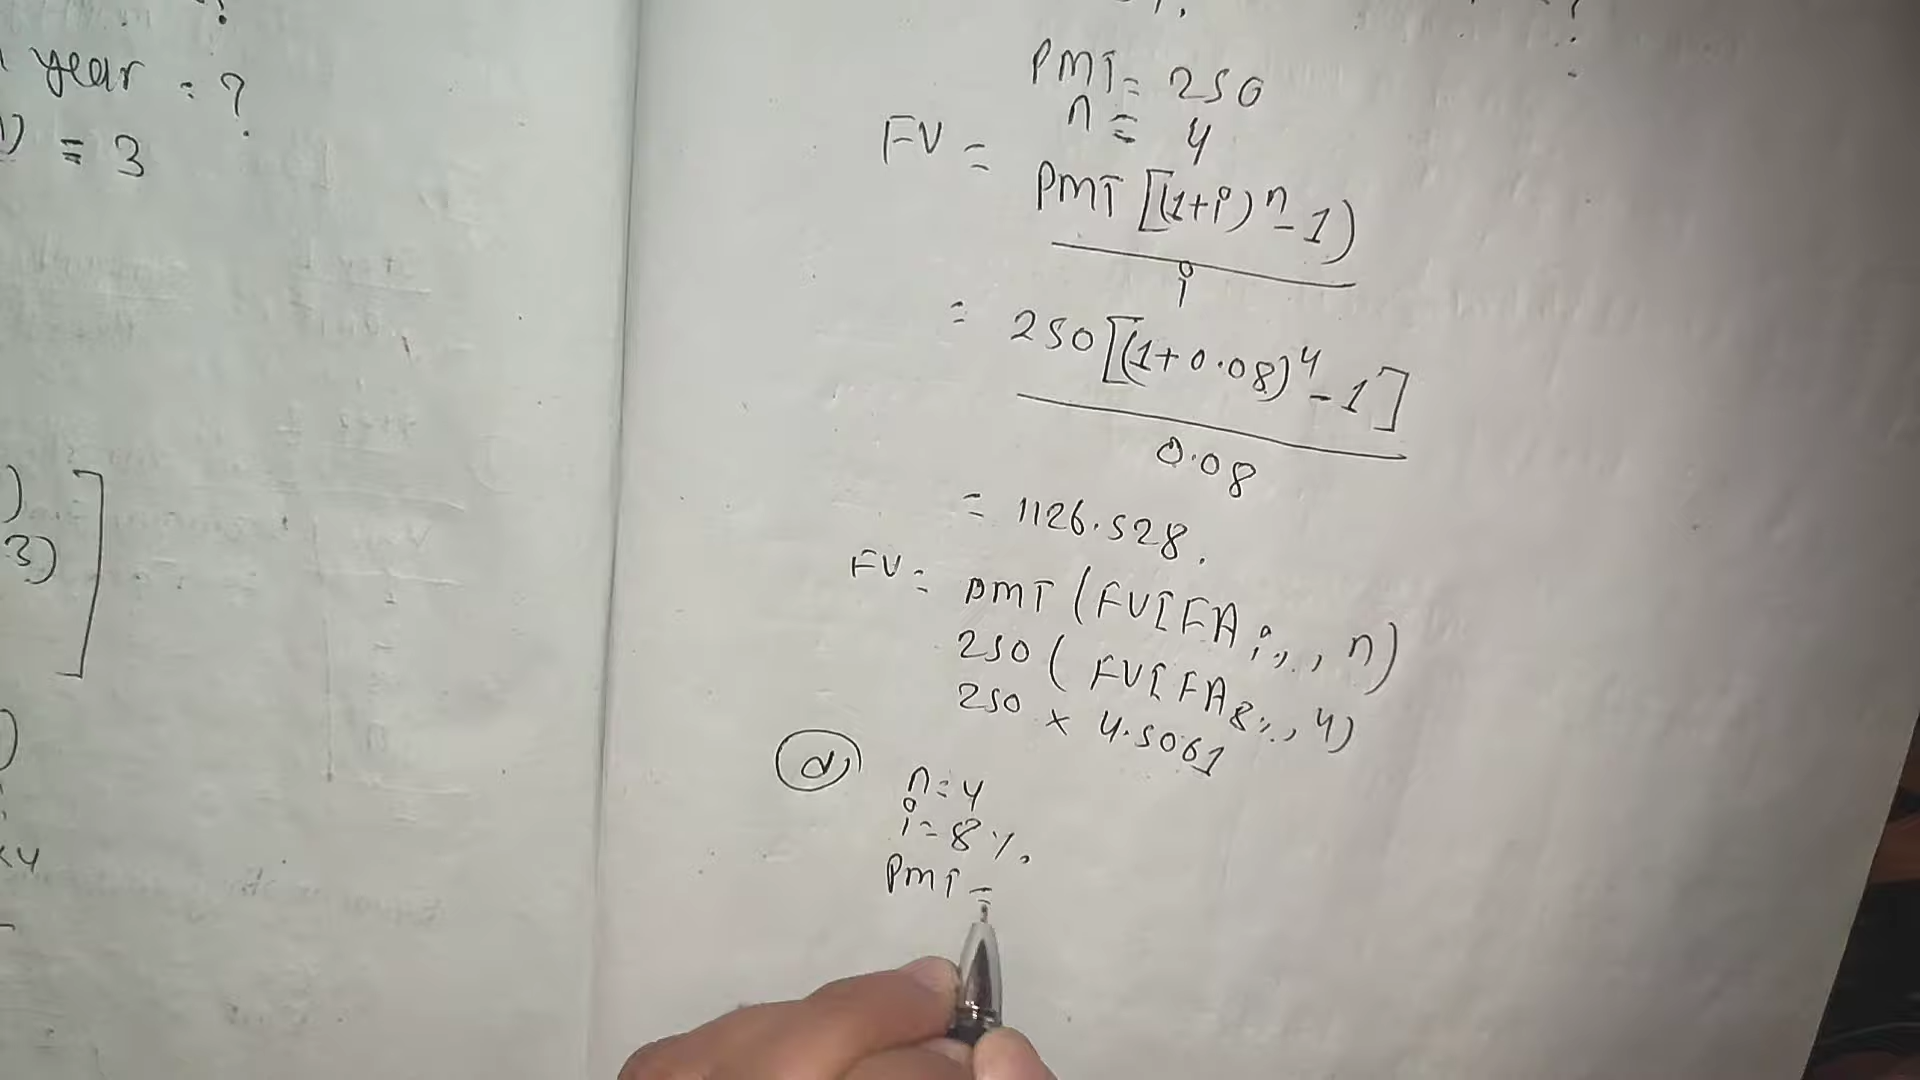 year = ?
= 3
3)
PMT = 250
n = 4
FV = PMT [(1+i)^n - 1)
i
= 250 [(1+0.08)^4 - 1]
0.08
= 1126.528.
FV = PMT (FVIFA i%, n)
250 ( FVIFA 8%, 4)
250 × 4.5061
d)
n = 4
i = 8%.
PMT =